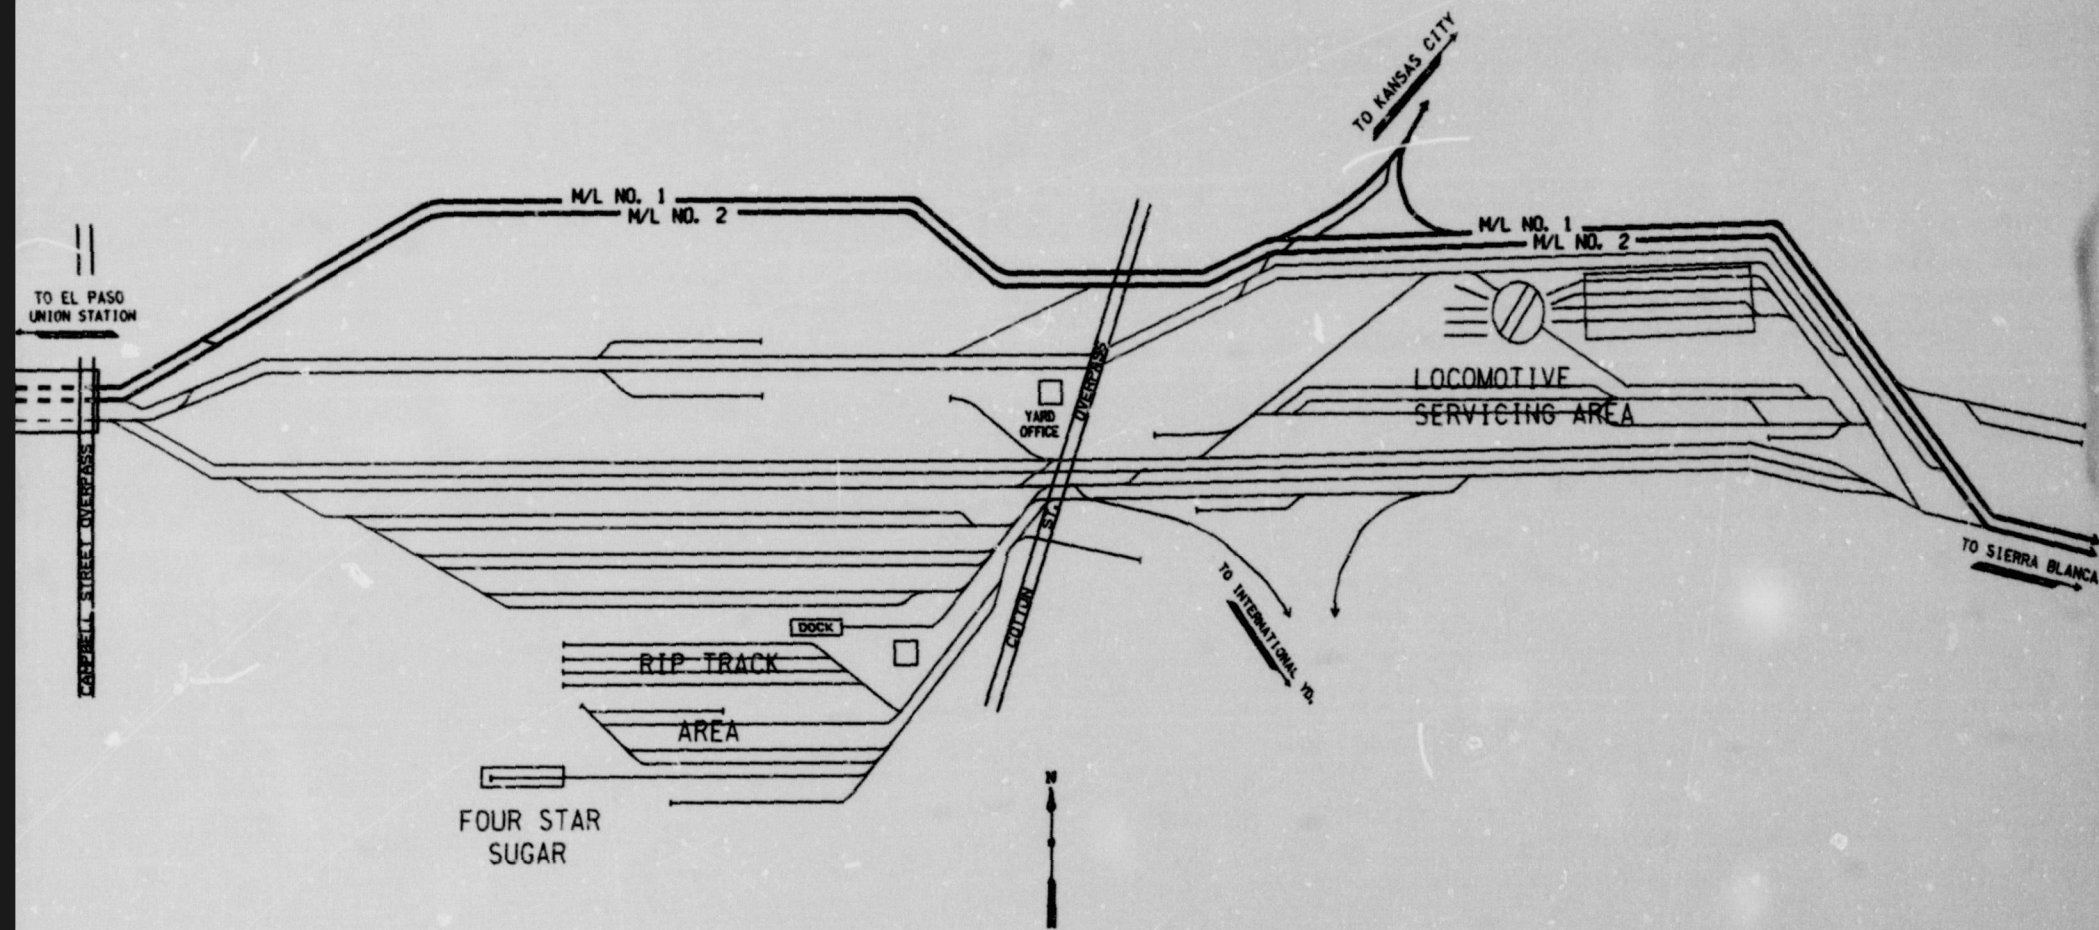 TO KANSAS CITY
M/L NO. 1
M/L NO. 2
M/L NO. 1
M/L NO. 2
TO EL PASO
UNION STATION
CAMPBELL STREET OVERPASS
YARD
OFFICE
COTTON ST. OVERPASS
LOCOMOTIVE
SERVICING AREA
TO SIERRA BLANCA
TO INTERNATIONAL YD.
DOCK
RIP TRACK
AREA
FOUR STAR
SUGAR
N